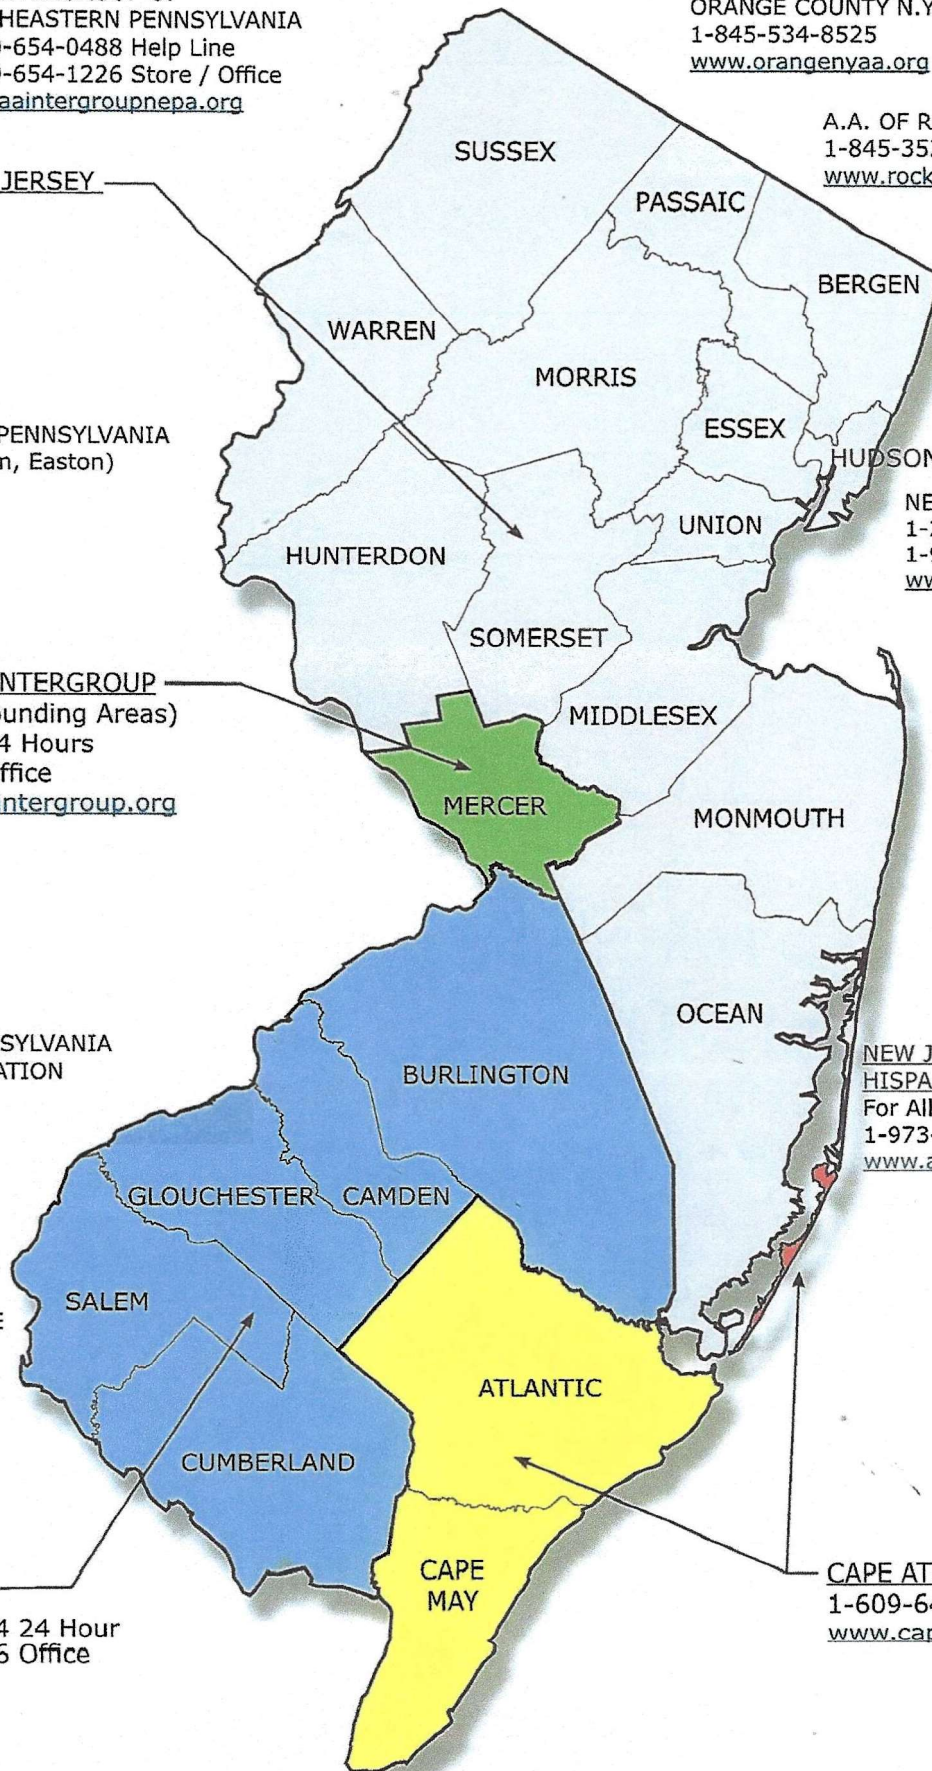 HEASTERN PENNSYLVANIA
-654-0488 Help Line
-654-1226 Store / Office
aaintergroupnepa.org
ORANGE COUNTY N.Y
1-845-534-8525
www.orangenyaa.org
A.A. OF R
1-845-35
www.rock
JERSEY
SUSSEX
PASSAIC
BERGEN
WARREN
MORRIS
ESSEX
PENNSYLVANIA
n, Easton)
HUDSON
NE
1-
1-9
ww
UNION
HUNTERDON
SOMERSET
NTERGROUP
ounding Areas)
4 Hours
ffice
intergroup.org
MIDDLESEX
MERCER
MONMOUTH
OCEAN
SYLVANIA
ATION
BURLINGTON
NEW J
HISPA
For All
1-973-
www.a
GLOUCHESTER
CAMDEN
SALEM
E
ATLANTIC
CUMBERLAND
CAPE
MAY
CAPE AT
1-609-64
www.cap
4 24 Hour
6 Office